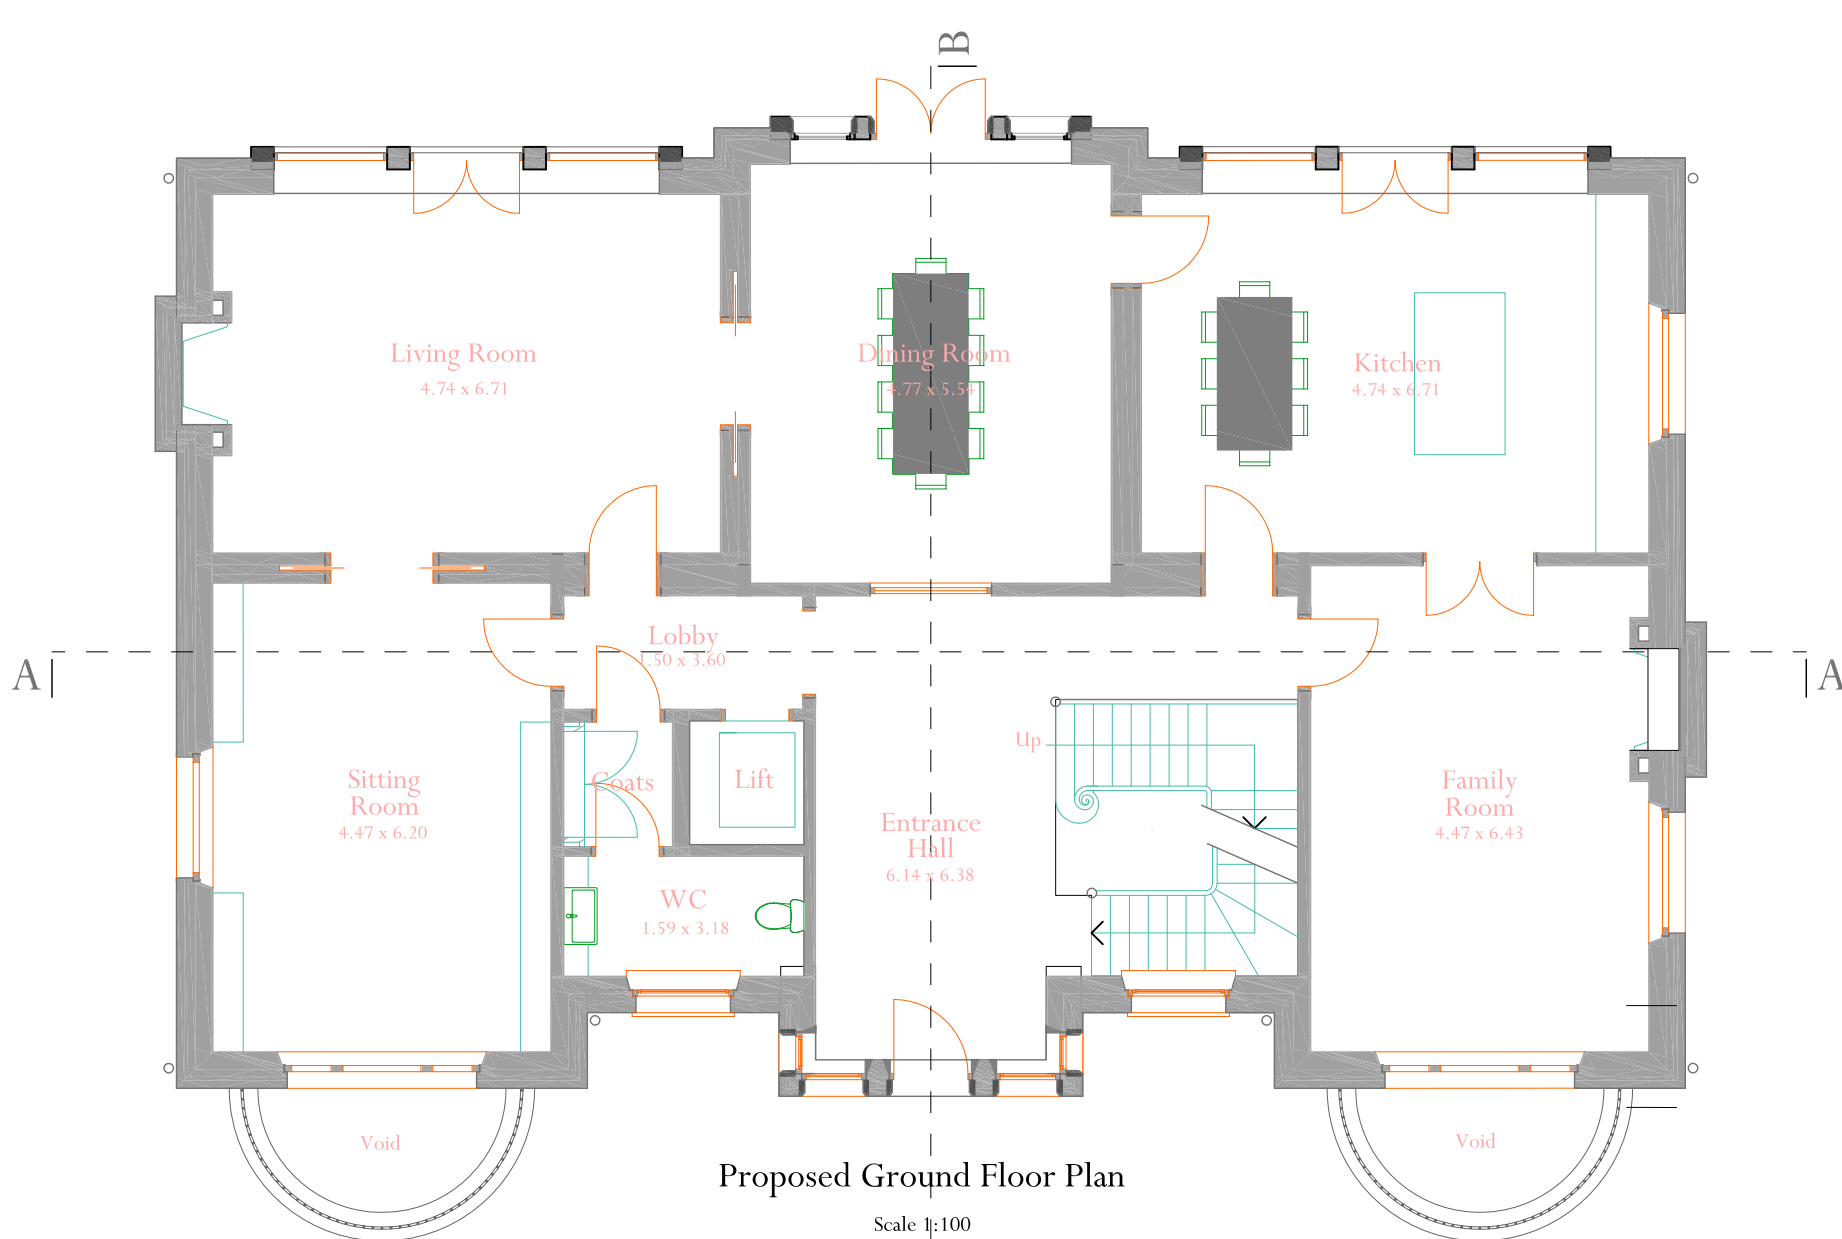 B
Living Room
4.74 x 6.71
Dining Room
4.77 x 5.54
Kitchen
4.74 x 6.71
Lobby
1.50 x 3.60
A
A
Up
Sitting
Room
4.47 x 6.20
Coats
Lift
Entrance
Hall
6.14 x 6.38
Family
Room
4.47 x 6.43
WC
1.59 x 3.18
Void
Void
Proposed Ground Floor Plan
Scale 1:100